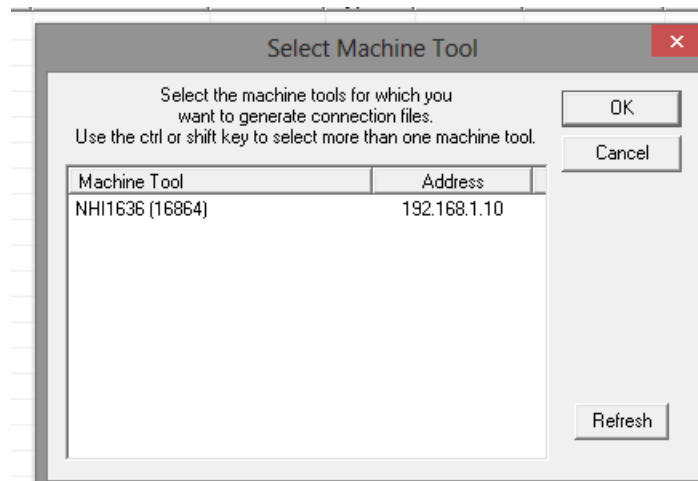 Select Machine Tool
Select the machine tools for which you
want to generate connection files.
Use the ctrl or shift key to select more than one machine tool.
OK
Cancel
Machine Tool Address
NHI1636 (16864) 192.168.1.10
Refresh